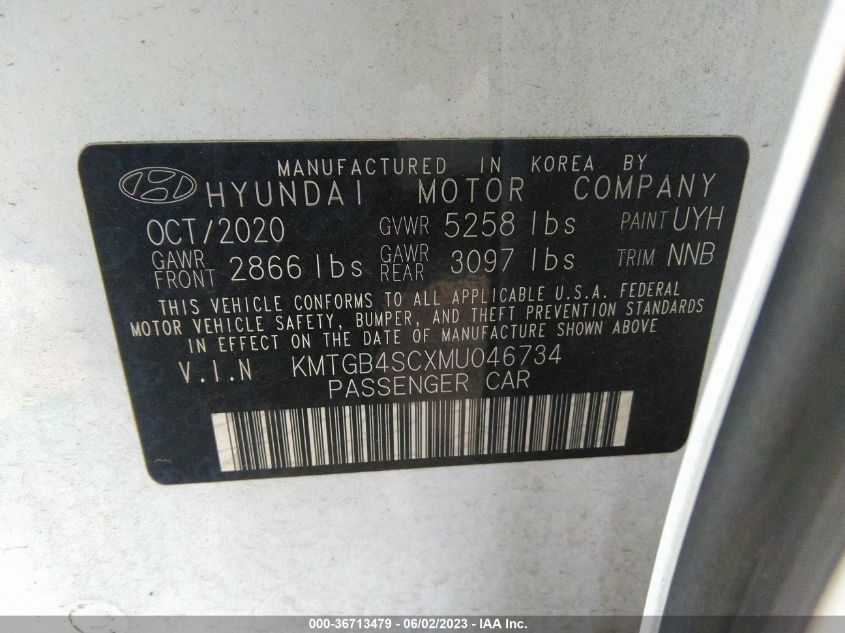 MANUFACTURED IN KOREA BY
HYUNDAI MOTOR COMPANY
OCT/2020 GVWR 5258 lbs PAINT UYH
GAWR FRONT 2866 lbs GAWR REAR 3097 lbs TRIM NNB
THIS VEHICLE CONFORMS TO ALL APPLICABLE U.S.A. FEDERAL
MOTOR VEHICLE SAFETY, BUMPER, AND THEFT PREVENTION STANDARDS
IN EFFECT ON THE DATE OF MANUFACTURE SHOWN ABOVE
V.I.N KMTGB4SCXMU046734
PASSENGER CAR
000-36713479 - 06/02/2023 - IAA Inc.